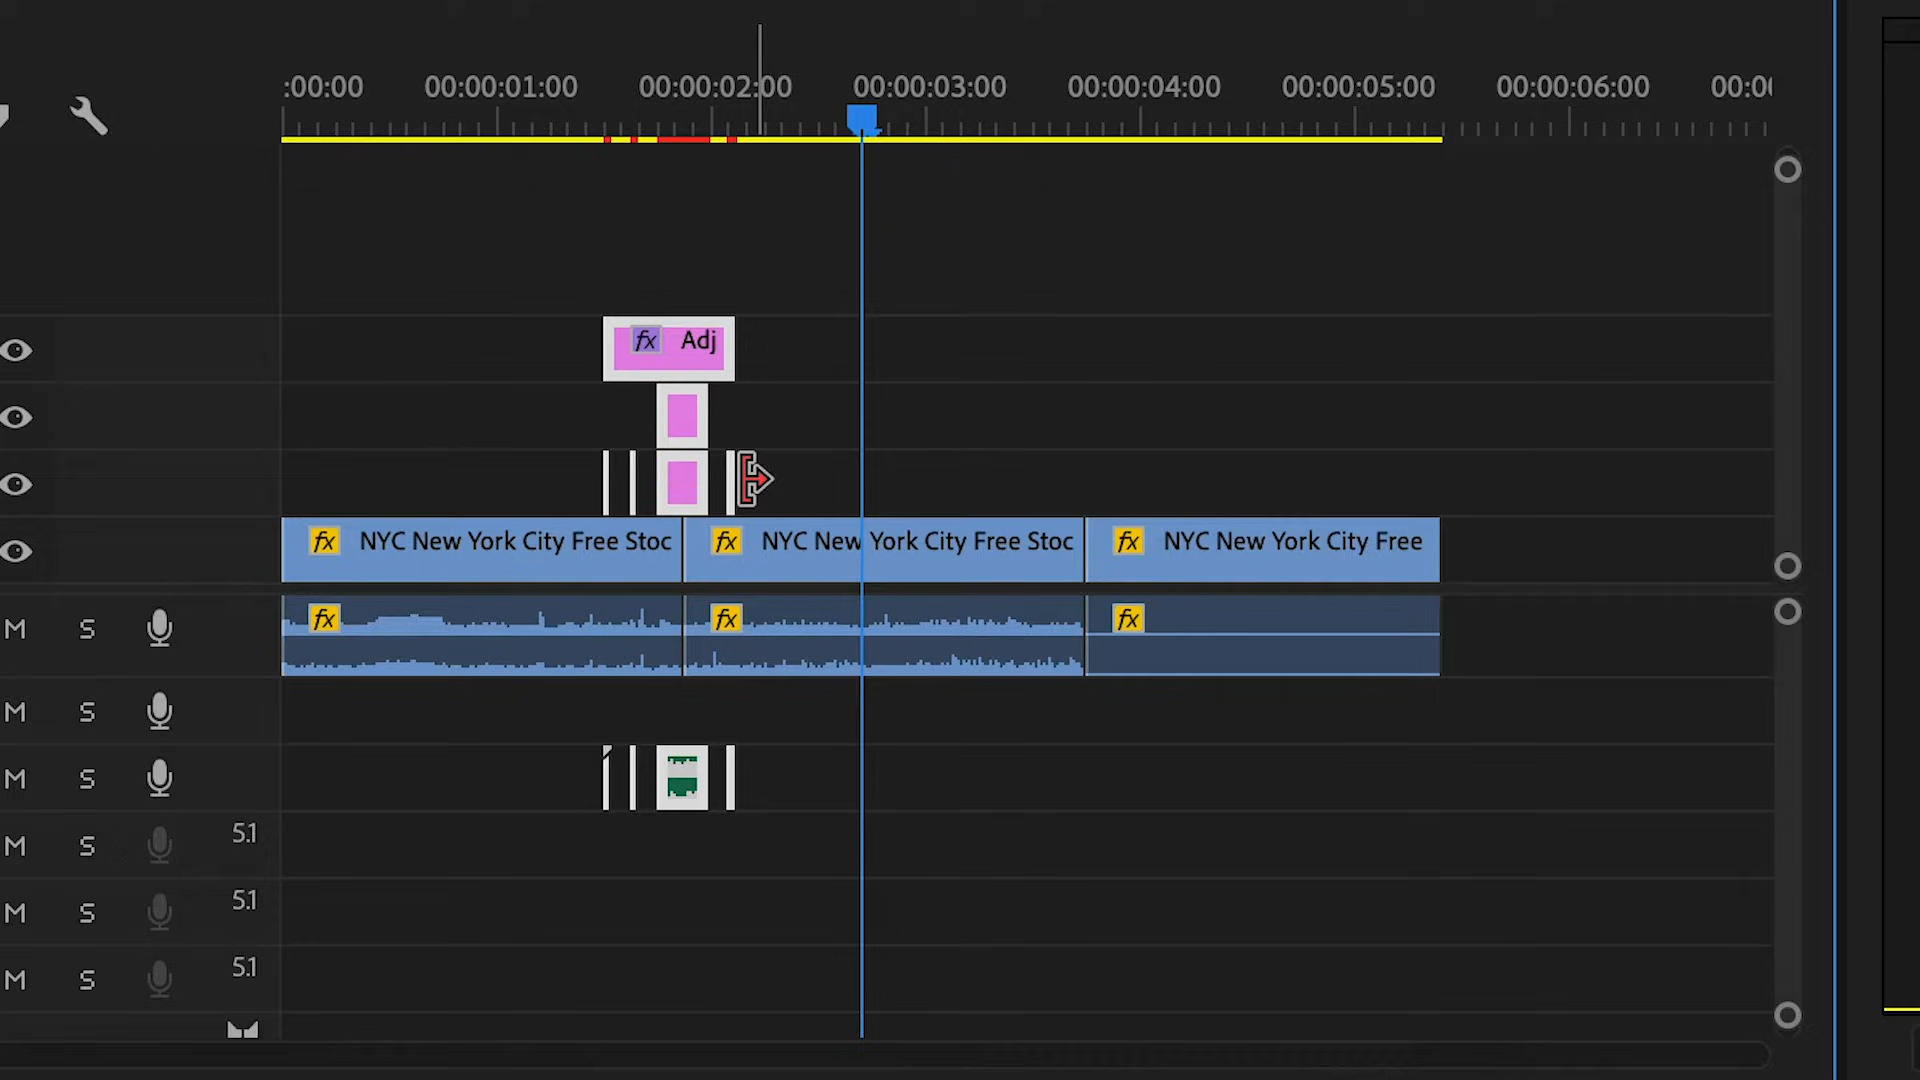 :00:00 00:00:01:00 00:00:02:00 00:00:03:00 00:00:04:00 00:00:05:00 00:00:06:00 00:0
fx Adj
fx NYC New York City Free Stoc fx NYC New York City Free Stoc fx NYC New York City Free
M S fx fx fx
M S
M S
M S 5.1
M S 5.1
M S 5.1